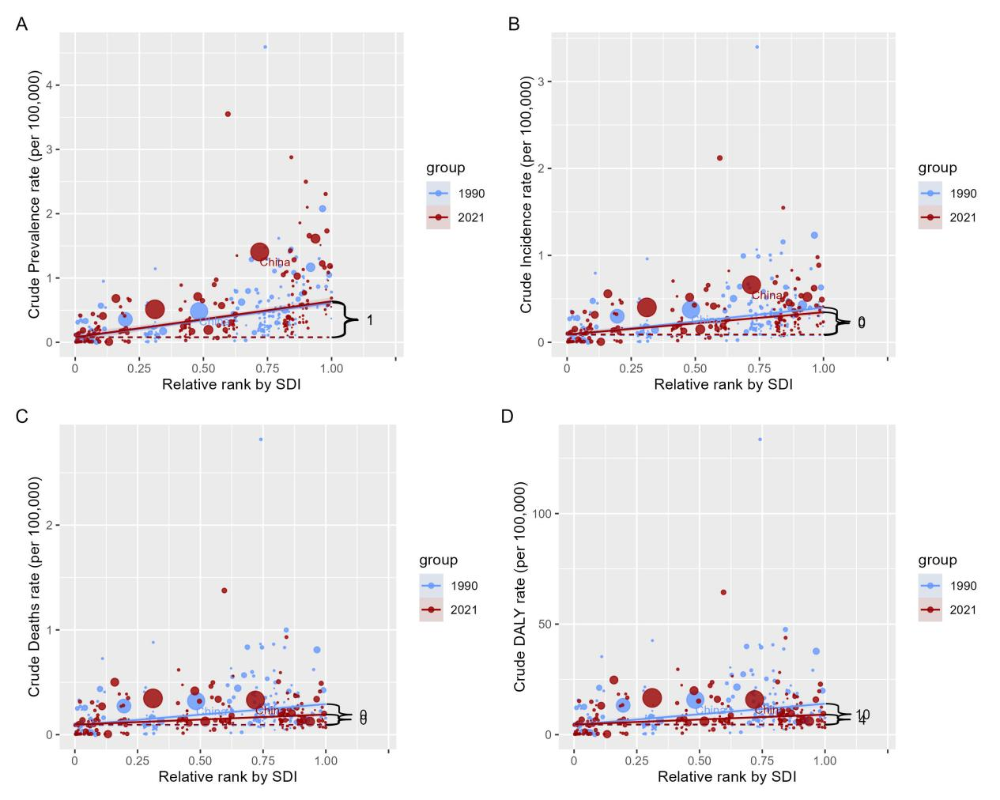 A
Crude Prevalence rate (per 100,000)
4
3
2
1
0
China
China
1
0
0.25
0.50
0.75
1.00
Relative rank by SDI
group
1990
2021
B
Crude Incidence rate (per 100,000)
3
2
1
0
China
China
0
0
0
0.25
0.50
0.75
1.00
Relative rank by SDI
group
1990
2021
C
Crude Deaths rate (per 100,000)
2
1
0
China
China
0
0
0
0.25
0.50
0.75
1.00
Relative rank by SDI
group
1990
2021
D
Crude DALY rate (per 100,000)
100
50
0
China
China
10
4
0
0.25
0.50
0.75
1.00
Relative rank by SDI
group
1990
2021